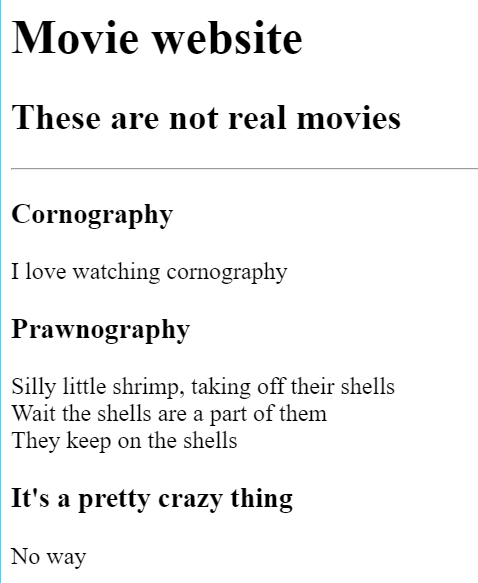 Movie website
These are not real movies
Cornography
I love watching cornography
Prawnography
Silly little shrimp, taking off their shells
Wait the shells are a part of them
They keep on the shells
It's a pretty crazy thing
No way